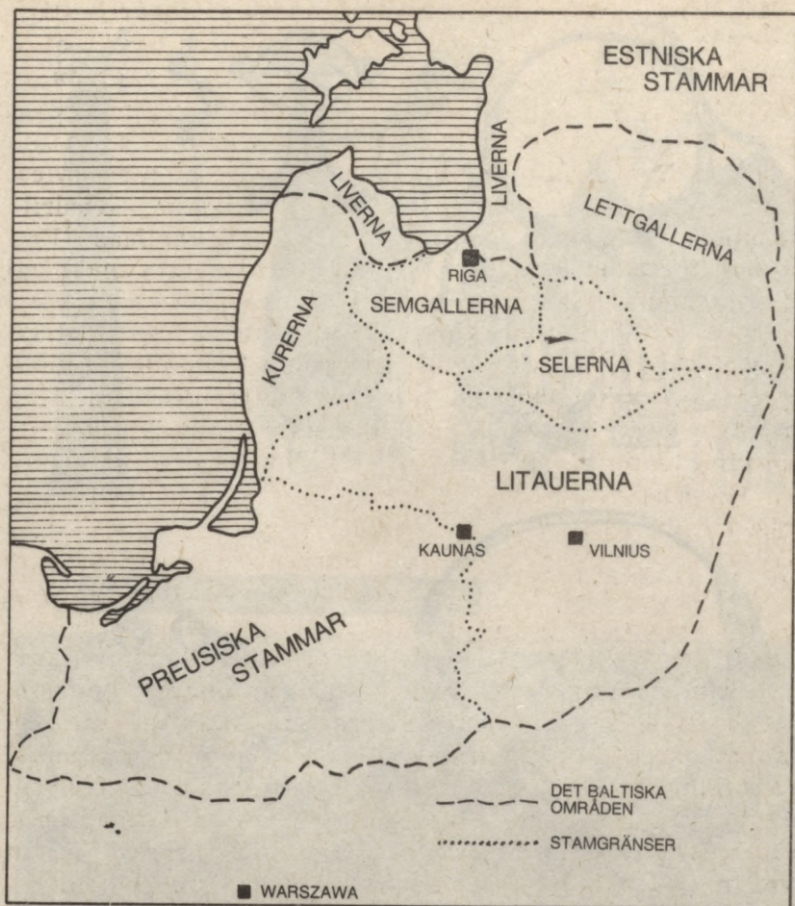 ESTNISKA
STAMMAR
LIVERNA
LIVERNA
LETTGALLERNA
RIGA
SEMGALLERNA
KURERNA
SELERNA
LITAUERNA
KAUNAS
VILNIUS
PREUSISKA
STAMMAR
DET BALTISKA
OMRÅDEN
STAMGRÄNSER
WARSZAWA